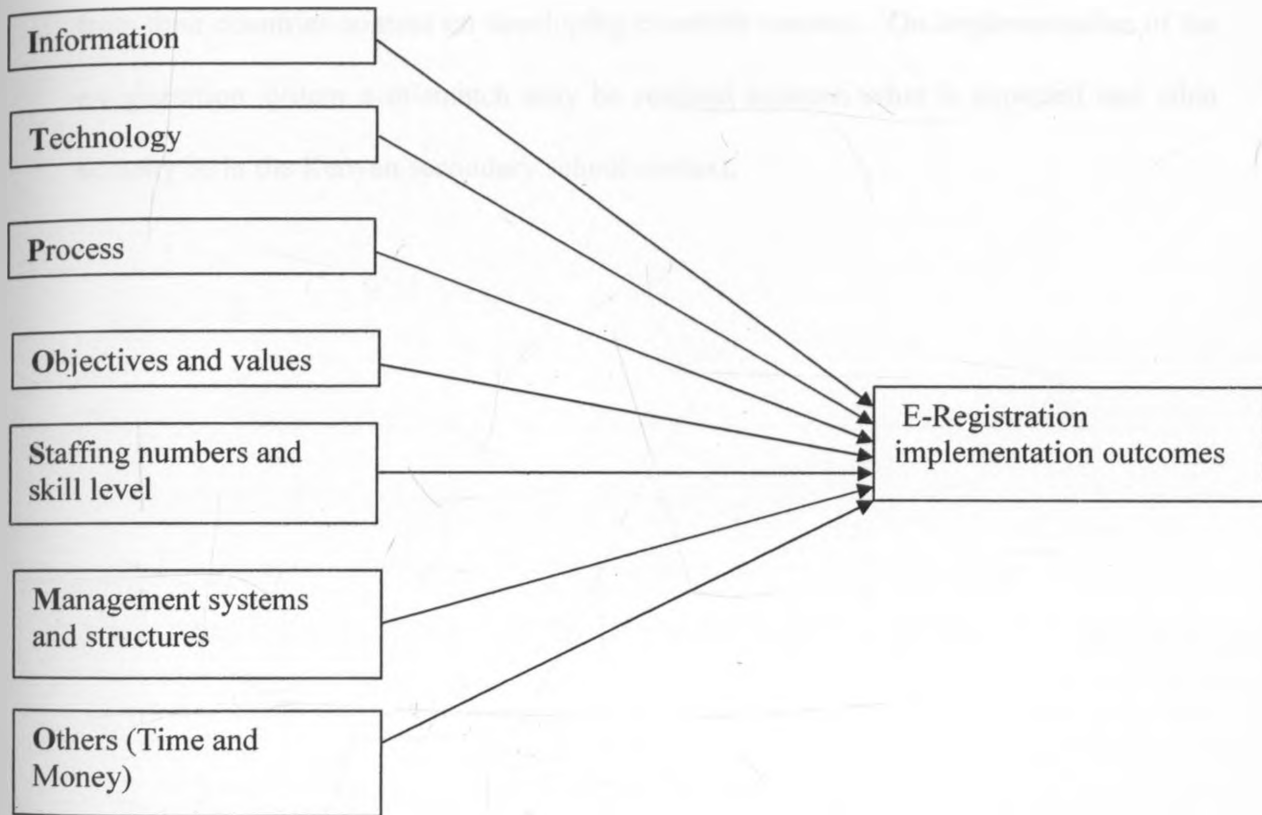 Information
Technology
Process
Objectives and values
Staffing numbers and
skill level
Management systems
and structures
Others (Time and
Money)
E-Registration
implementation outcomes